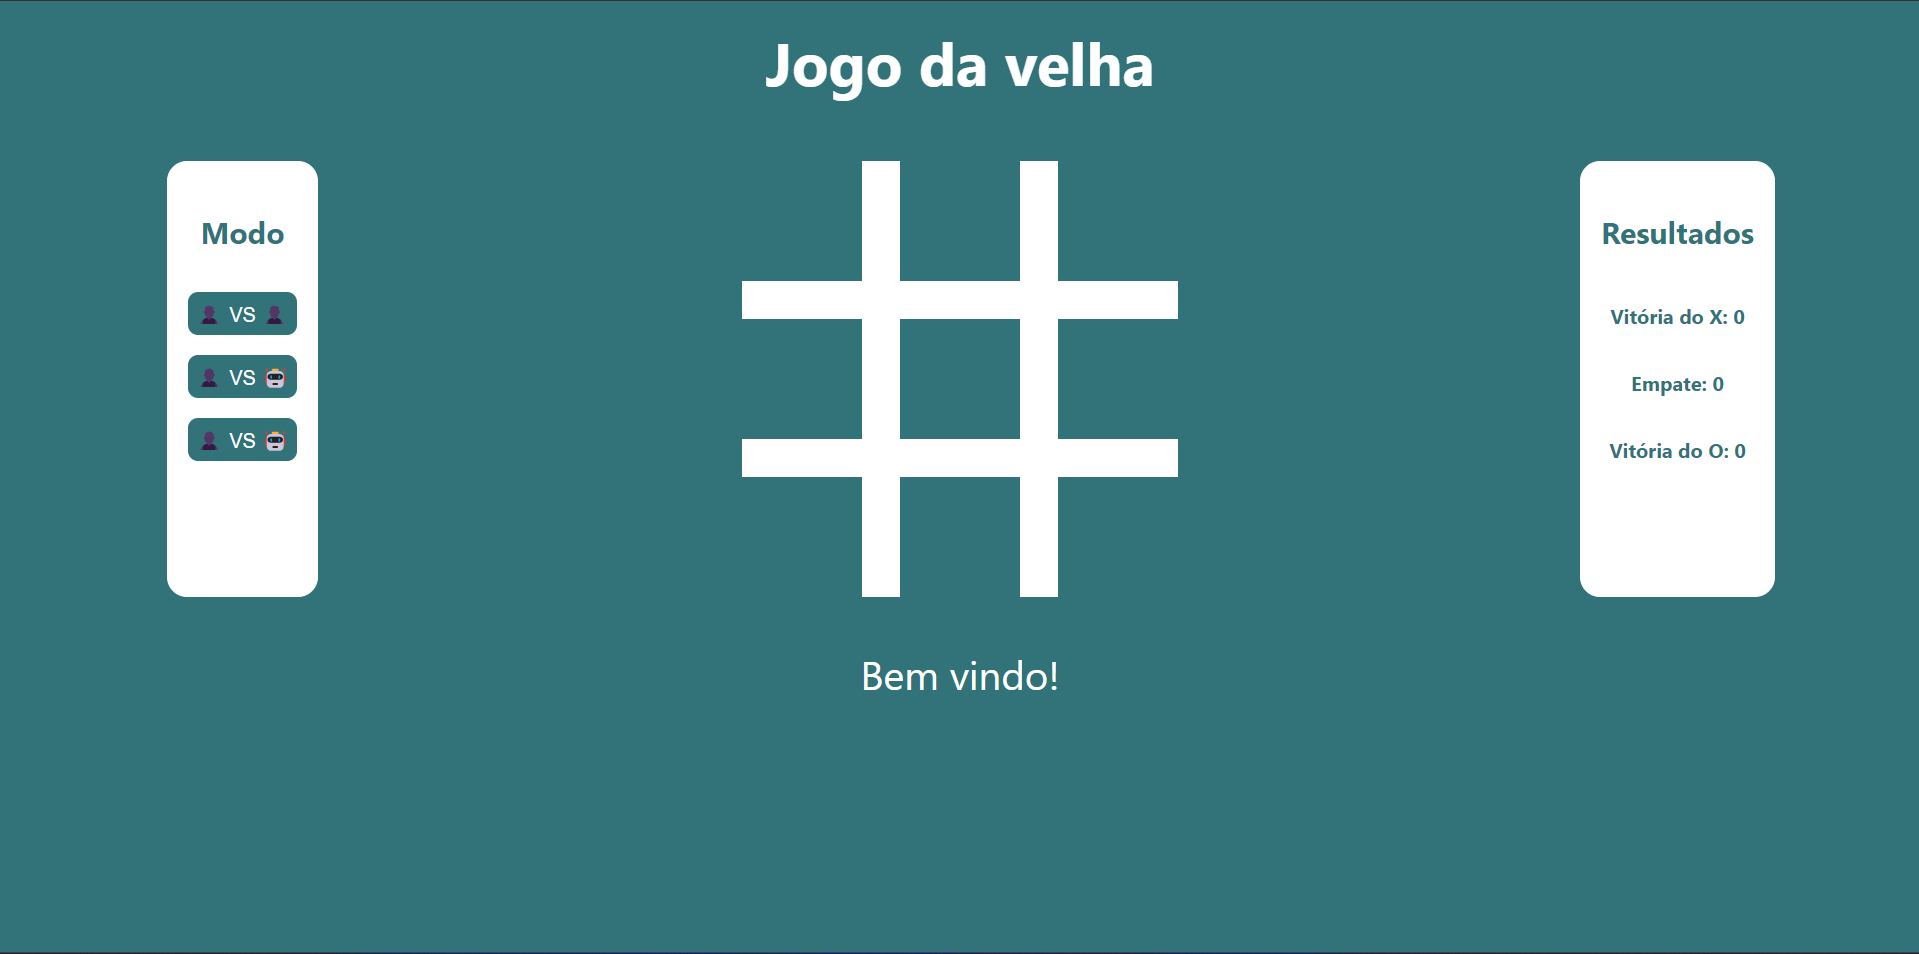 Jogo da velha
Modo
👤 VS 👤
👤 VS 🤖
👤 VS 🤖
Resultados
Vitória do X: 0
Empate: 0
Vitória do O: 0
Bem vindo!